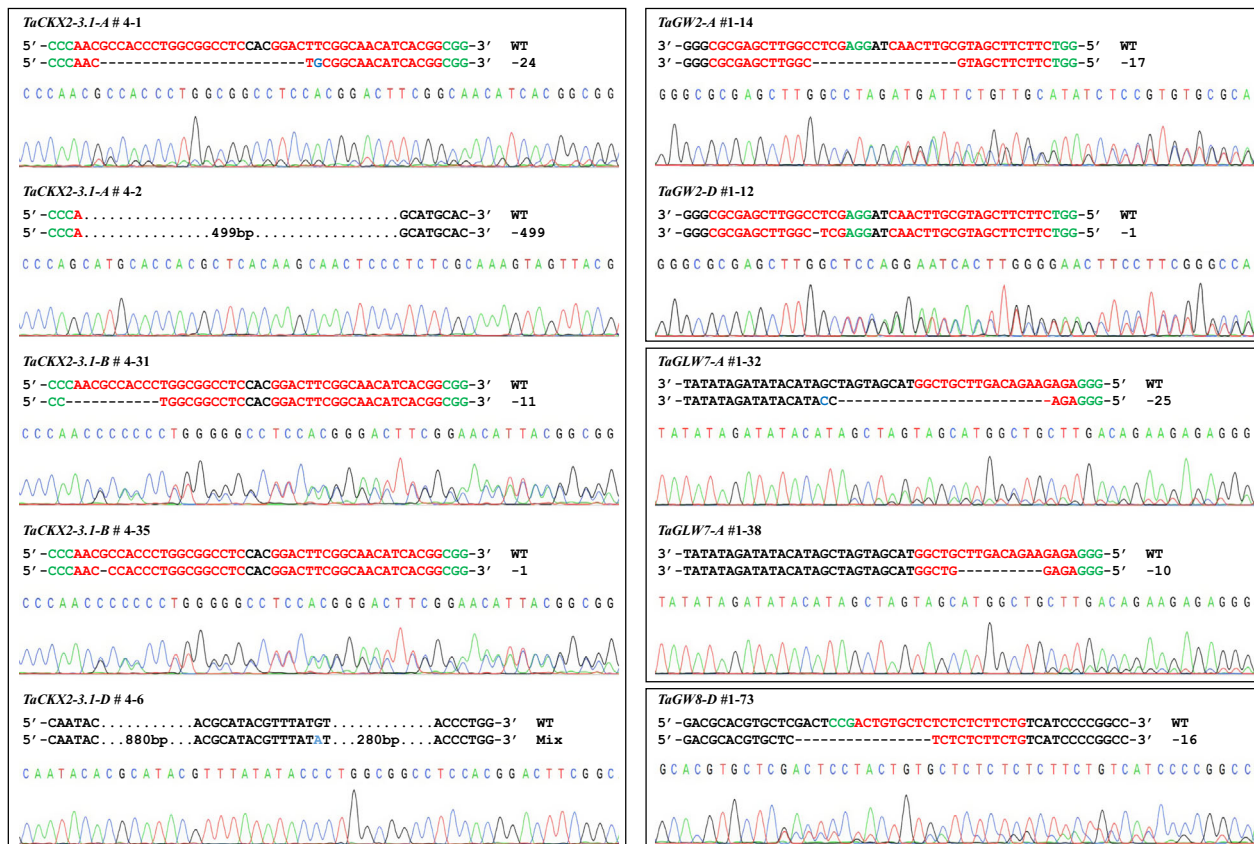 TaCKX2-3.1-A # 4-1
5’-CCCAACGCCACCCTGGCGGCCTCCACGGACTTCGGCAACATCACGGCGG-3’ WT
5’-CCCAAC------------------------TGCGGCAACATCACGGCGG-3’ -24
CCCAACGCCACCCTGGCGGCCTCCACGGACTTCGGCAACATCACGGCGG
TaCKX2-3.1-A # 4-2
5’-CCCA.....................................GCATGCAC-3’ WT
5’-CCCA...............499bp.................GCATGCAC-3’ -499
CCCAGCATGCACCACGCTCACAAGCAACTCCCTCTCGCAAAGTAGTTACG
TaCKX2-3.1-B # 4-31
5’-CCCAACGCCACCCTGGCGGCCTCCACGGACTTCGGCAACATCACGGCGG-3’ WT
5’-CC-----------TGGCGGCCTCCACGGACTTCGGCAACATCACGGCGG-3’ -11
CCCAACCCCCCCTGGGGGCCTCCACGGGACTTCGGAACATTACGGCGG
TaCKX2-3.1-B # 4-35
5’-CCCAACGCCACCCTGGCGGCCTCCACGGACTTCGGCAACATCACGGCGG-3’ WT
5’-CCCAAC-CCACCCTGGCGGCCTCCACGGACTTCGGCAACATCACGGCGG-3’ -1
CCCAACCCCCCCTGGGGGCCTCCACGGGACTTCGGAACATTACGGCGG
TaCKX2-3.1-D # 4-6
5’-CAATAC...........ACGCATACGTTTATGT............ACCCTGG-3’ WT
5’-CAATAC...880bp...ACGCATACGTTTATAT...280bp....ACCCTGG-3’ Mix
CAATACACGCATACGTTTATATACCCTGGCGGCCTCCACGGACTTCGGC
TaGW2-A #1-14
3’-GGGCGCGAGCTTGGCCTCGAGGATCAACTTGCGTAGCTTCTTCTGG-5’ WT
3’-GGGCGCGAGCTTGGC-----------------GTAGCTTCTTCTGG-5’ -17
GGGCGCGAGCTTGGCCTAGATGATTCTGTTGCATATCTCCGTGTGCGCA
TaGW2-D #1-12
3’-GGGCGCGAGCTTGGCCTCGAGGATCAACTTGCGTAGCTTCTTCTGG-5’ WT
3’-GGGCGCGAGCTTGGC-TCGAGGATCAACTTGCGTAGCTTCTTCTGG-5’ -1
GGGCGCGAGCTTGGCTCCAGGAATCACTTGGGGAACTTCCTTCGGGCCA
TaGLW7-A #1-32
3’-TATATAGATATACATAGCTAGTAGCATGGCTGCTTGACAGAAGAGAGGG-5’ WT
3’-TATATAGATATACATACC-------------------------AGAGGG-5’ -25
TATATAGATATACATAGCTAGTAGCATGGCTGCTTGACAGAAGAGAGGG
TaGLW7-A #1-38
3’-TATATAGATATACATAGCTAGTAGCATGGCTGCTTGACAGAAGAGAGGG-5’ WT
3’-TATATAGATATACATAGCTAGTAGCATGGCTG----------GAGAGGG-5’ -10
TATATAGATATACATAGCTAGTAGCATGGCTGCTTGACAGAAGAGAGGG
TaGW8-D #1-73
5’-GACGCACGTGCTCGACTCCGACTGTGCTCTCTCTCTTCTGTCATCCCCGGCC-3’ WT
5’-GACGCACGTGCTC----------------TCTCTCTTCTGTCATCCCCGGCC-3’ -16
GCACGTGCTCGACTCCTACTGTGCTCTCTCTCTTCTGTCATCCCCGGCC